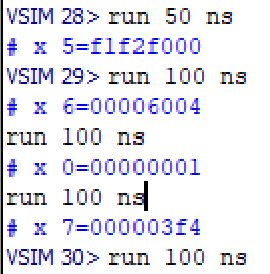 VSIM 28> run 50 ns
# x 5=f1f2f000
VSIM 29> run 100 ns
# x 6=00006004
run 100 ns
# x 0=00000001
run 100 ns
# x 7=000003f4
VSIM 30> run 100 ns